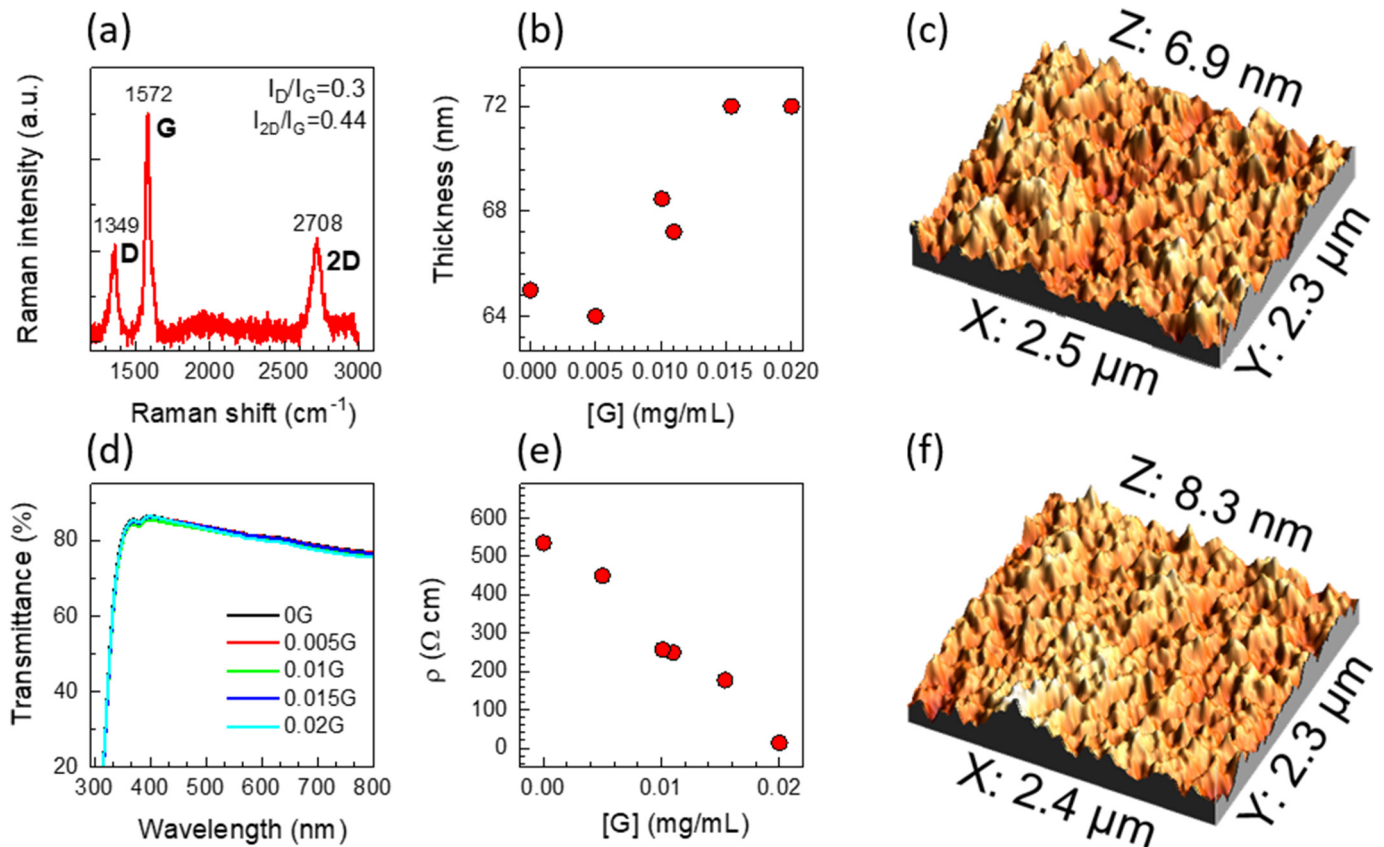 (a)
Raman intensity (a.u.)
1572
G
I_D/I_G=0.3
I_2D/I_G=0.44
1349
D
2708
2D
1500 2000 2500 3000
Raman shift (cm⁻¹)
(b)
Thickness (nm)
72
68
64
0.000 0.005 0.010 0.015 0.020
[G] (mg/mL)
(c)
Z: 6.9 nm
X: 2.5 μm
Y: 2.3 μm
(d)
Transmittance (%)
80
60
40
20
0G
0.005G
0.01G
0.015G
0.02G
300 400 500 600 700 800
Wavelength (nm)
(e)
ρ (Ω cm)
600
500
400
300
200
100
0
0.00 0.01 0.02
[G] (mg/mL)
(f)
Z: 8.3 nm
X: 2.4 μm
Y: 2.3 μm